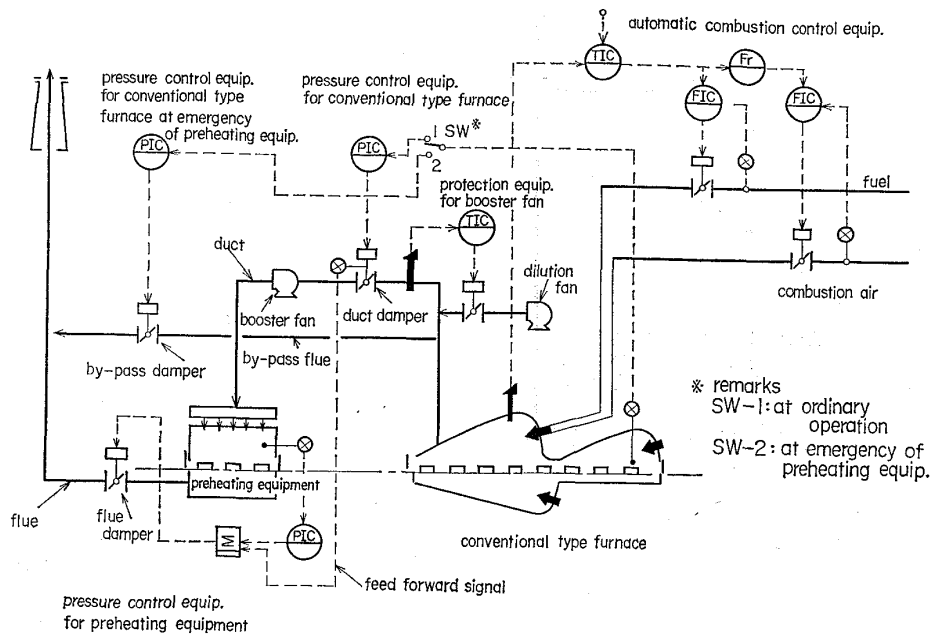 automatic combustion control equip.
TIC
Fr
FIC
FIC
pressure control equip.
for conventional type
furnace at emergency
of preheating equip.
PIC
pressure control equip.
for conventional type furnace
PIC
1 SW*
2
protection equip.
for booster fan
TIC
fuel
duct
booster fan
duct damper
dilution
fan
combustion air
by-pass damper
by-pass flue
* remarks
SW-1: at ordinary
operation
SW-2: at emergency of
preheating equip.
preheating equipment
flue
flue
damper
M
PIC
conventional type furnace
feed forward signal
pressure control equip.
for preheating equipment